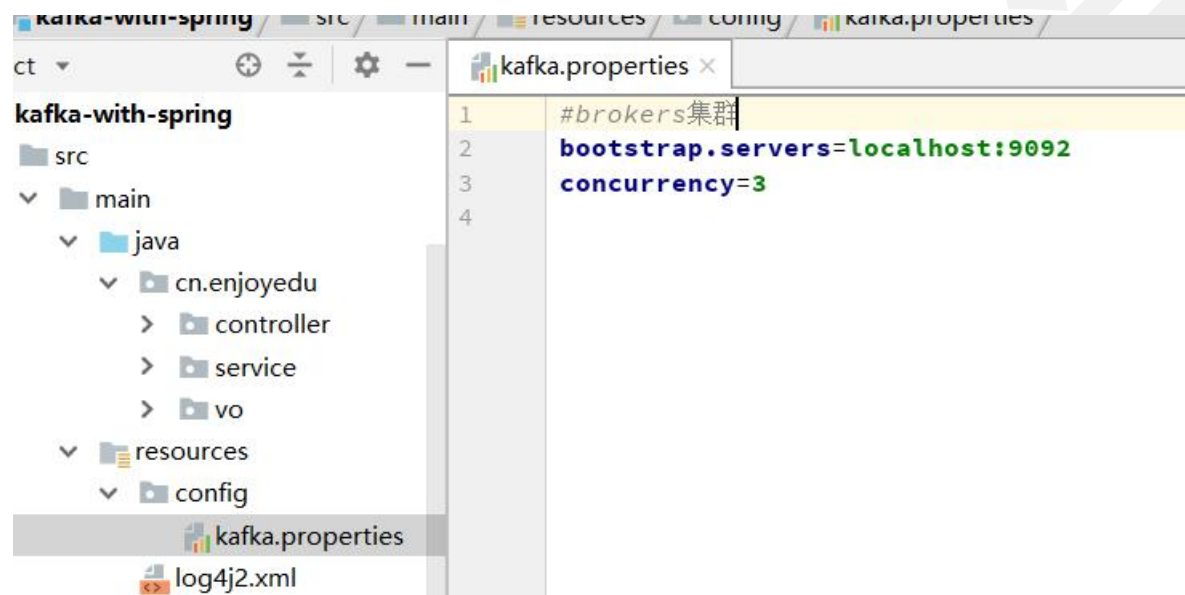 kafka-with-spring / src / main / resources / config / kafka.properties /
ct
kafka.properties ×
kafka-with-spring
src
main
java
cn.enjoyedu
controller
service
vo
resources
config
kafka.properties
log4j2.xml
1 #brokers集群
2 bootstrap.servers=localhost:9092
3 concurrency=3
4